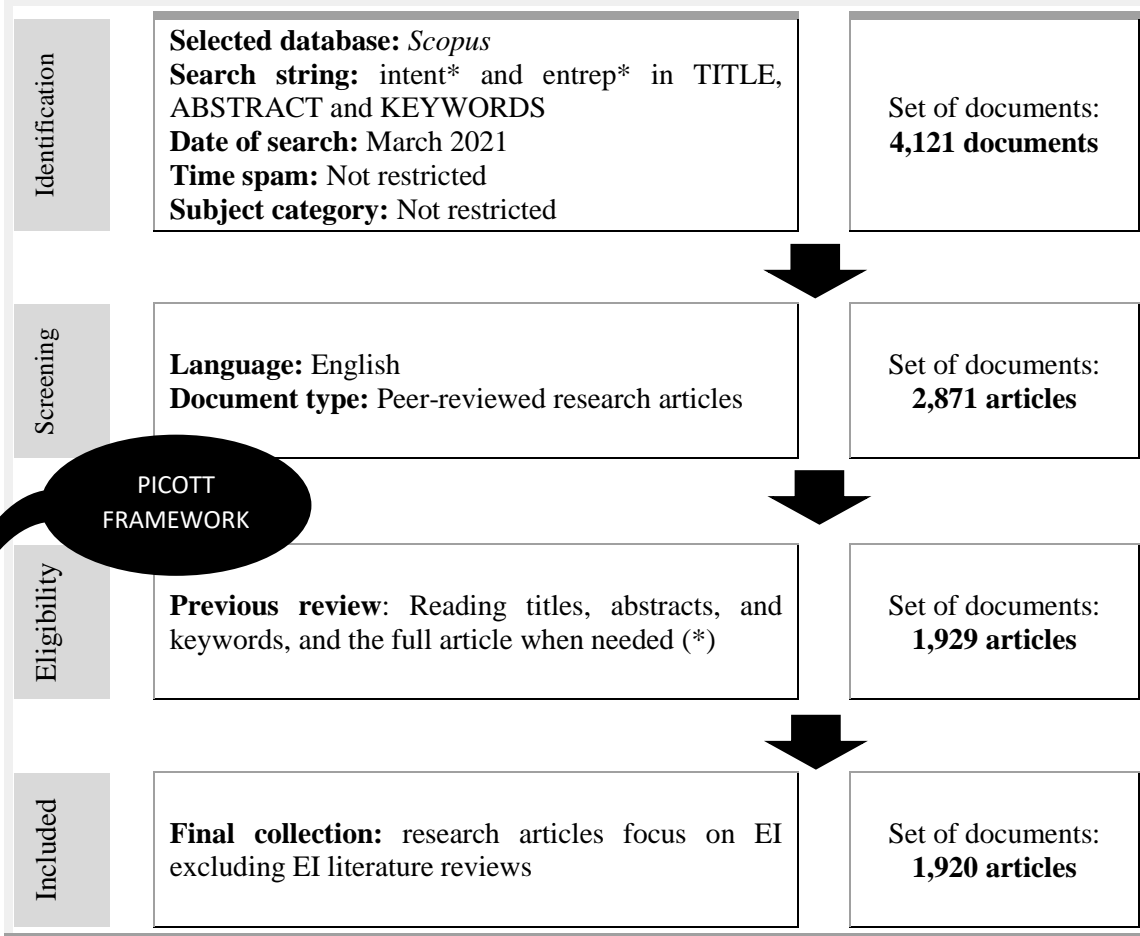 Identification
Selected database: Scopus
Search string: intent* and entrep* in TITLE,
ABSTRACT and KEYWORDS
Date of search: March 2021
Time spam: Not restricted
Subject category: Not restricted
Set of documents:
4,121 documents
Screening
Language: English
Document type: Peer-reviewed research articles
Set of documents:
2,871 articles
PICOTT
FRAMEWORK
Eligibility
Previous review: Reading titles, abstracts, and
keywords, and the full article when needed (*)
Set of documents:
1,929 articles
Included
Final collection: research articles focus on EI
excluding EI literature reviews
Set of documents:
1,920 articles